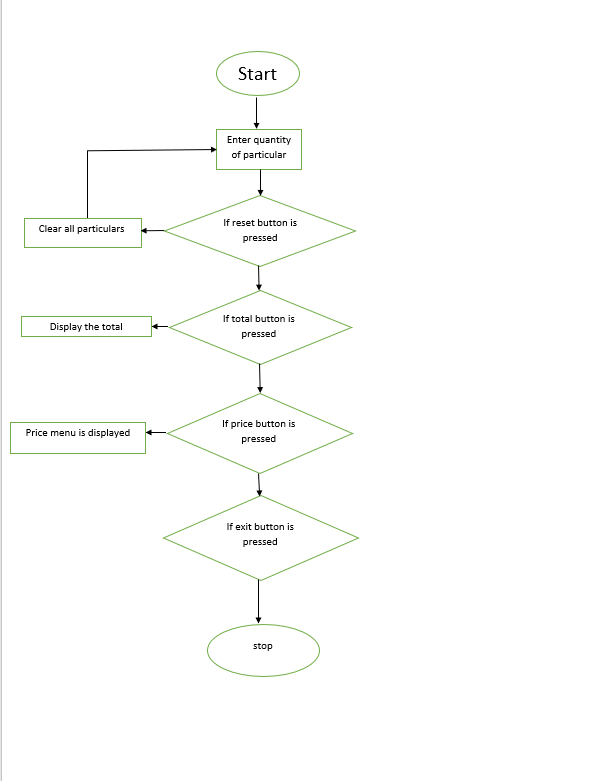 Start
Enter quantity
of particular
If reset button is
pressed
Clear all particulars
If total button is
pressed
Display the total
If price button is
pressed
Price menu is displayed
If exit button is
pressed
stop